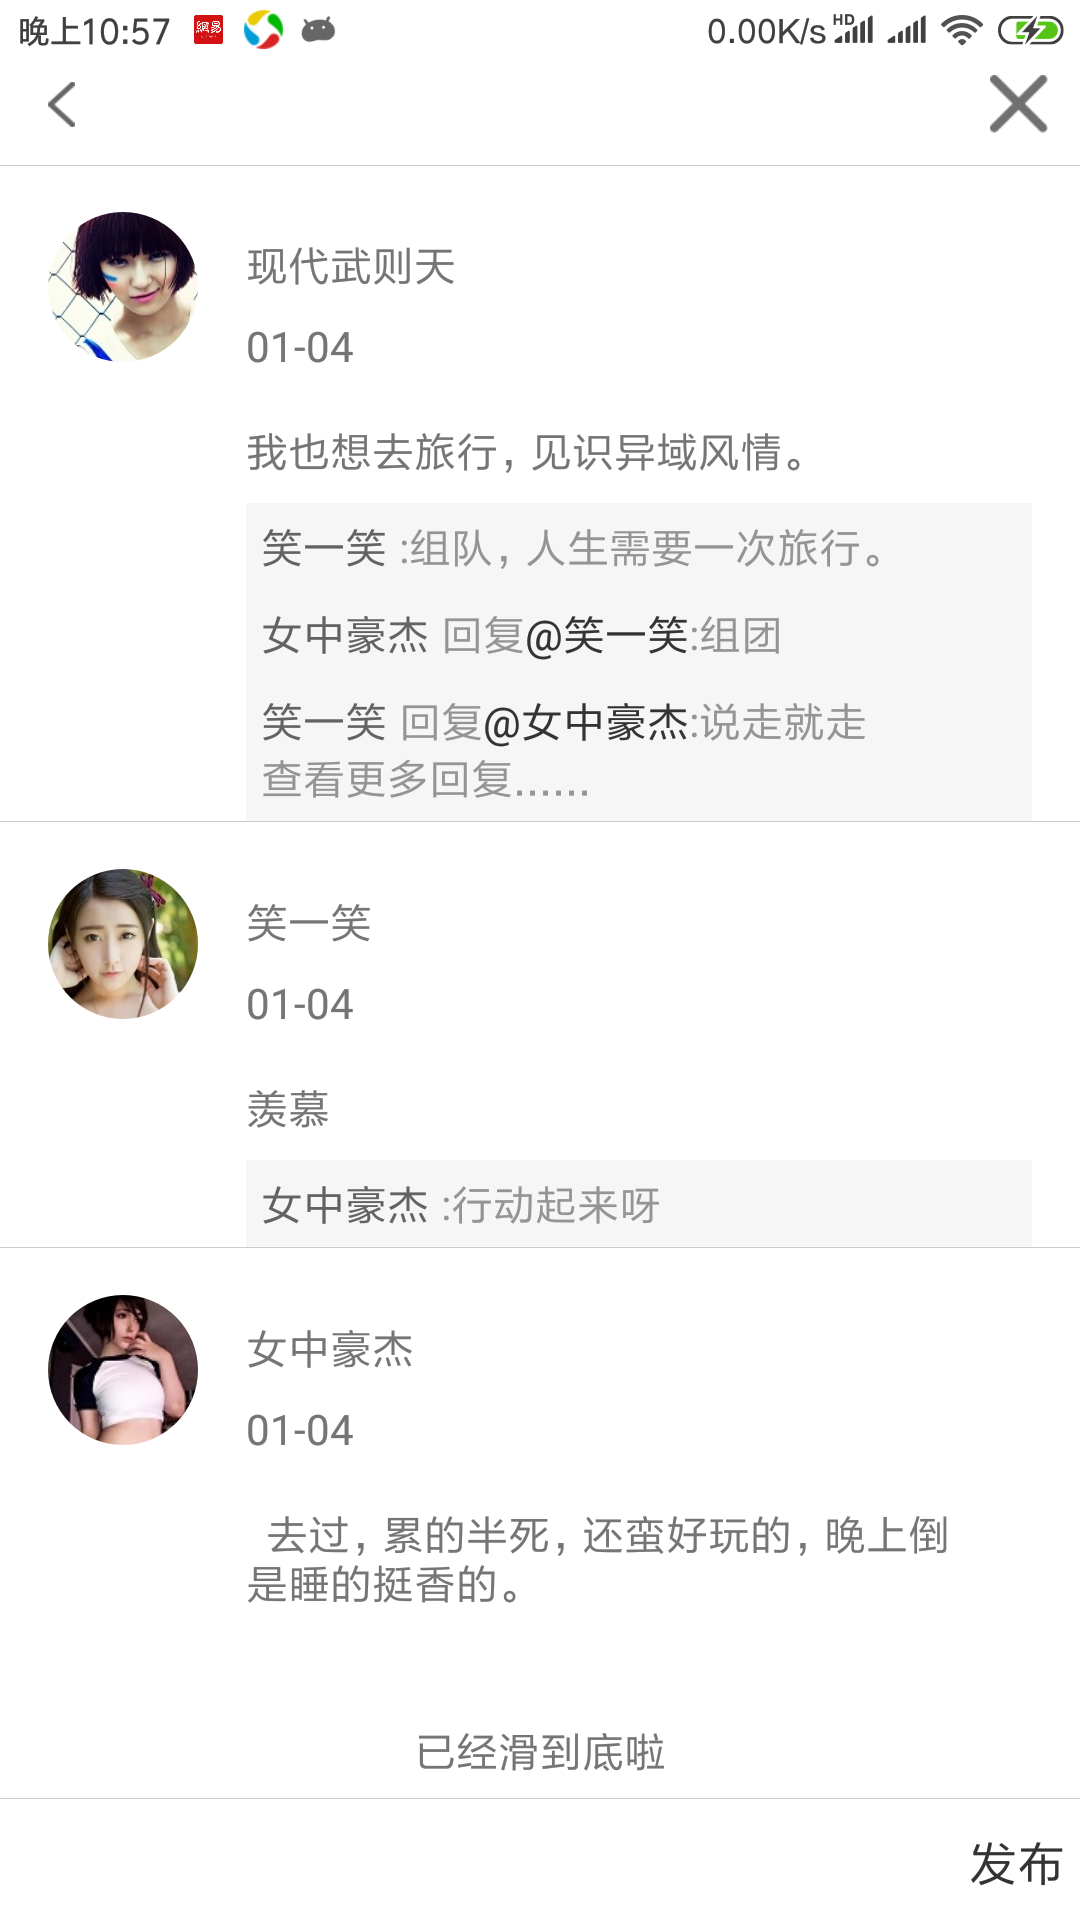 晚上10:57
網易
0.00K/s
HD
现代武则天
01-04
我也想去旅行，见识异域风情。
笑一笑 :组队，人生需要一次旅行。
女中豪杰 回复@笑一笑:组团
笑一笑 回复@女中豪杰:说走就走
查看更多回复......
笑一笑
01-04
羡慕
女中豪杰 :行动起来呀
女中豪杰
01-04
去过，累的半死，还蛮好玩的，晚上倒
是睡的挺香的。
已经滑到底啦
发布